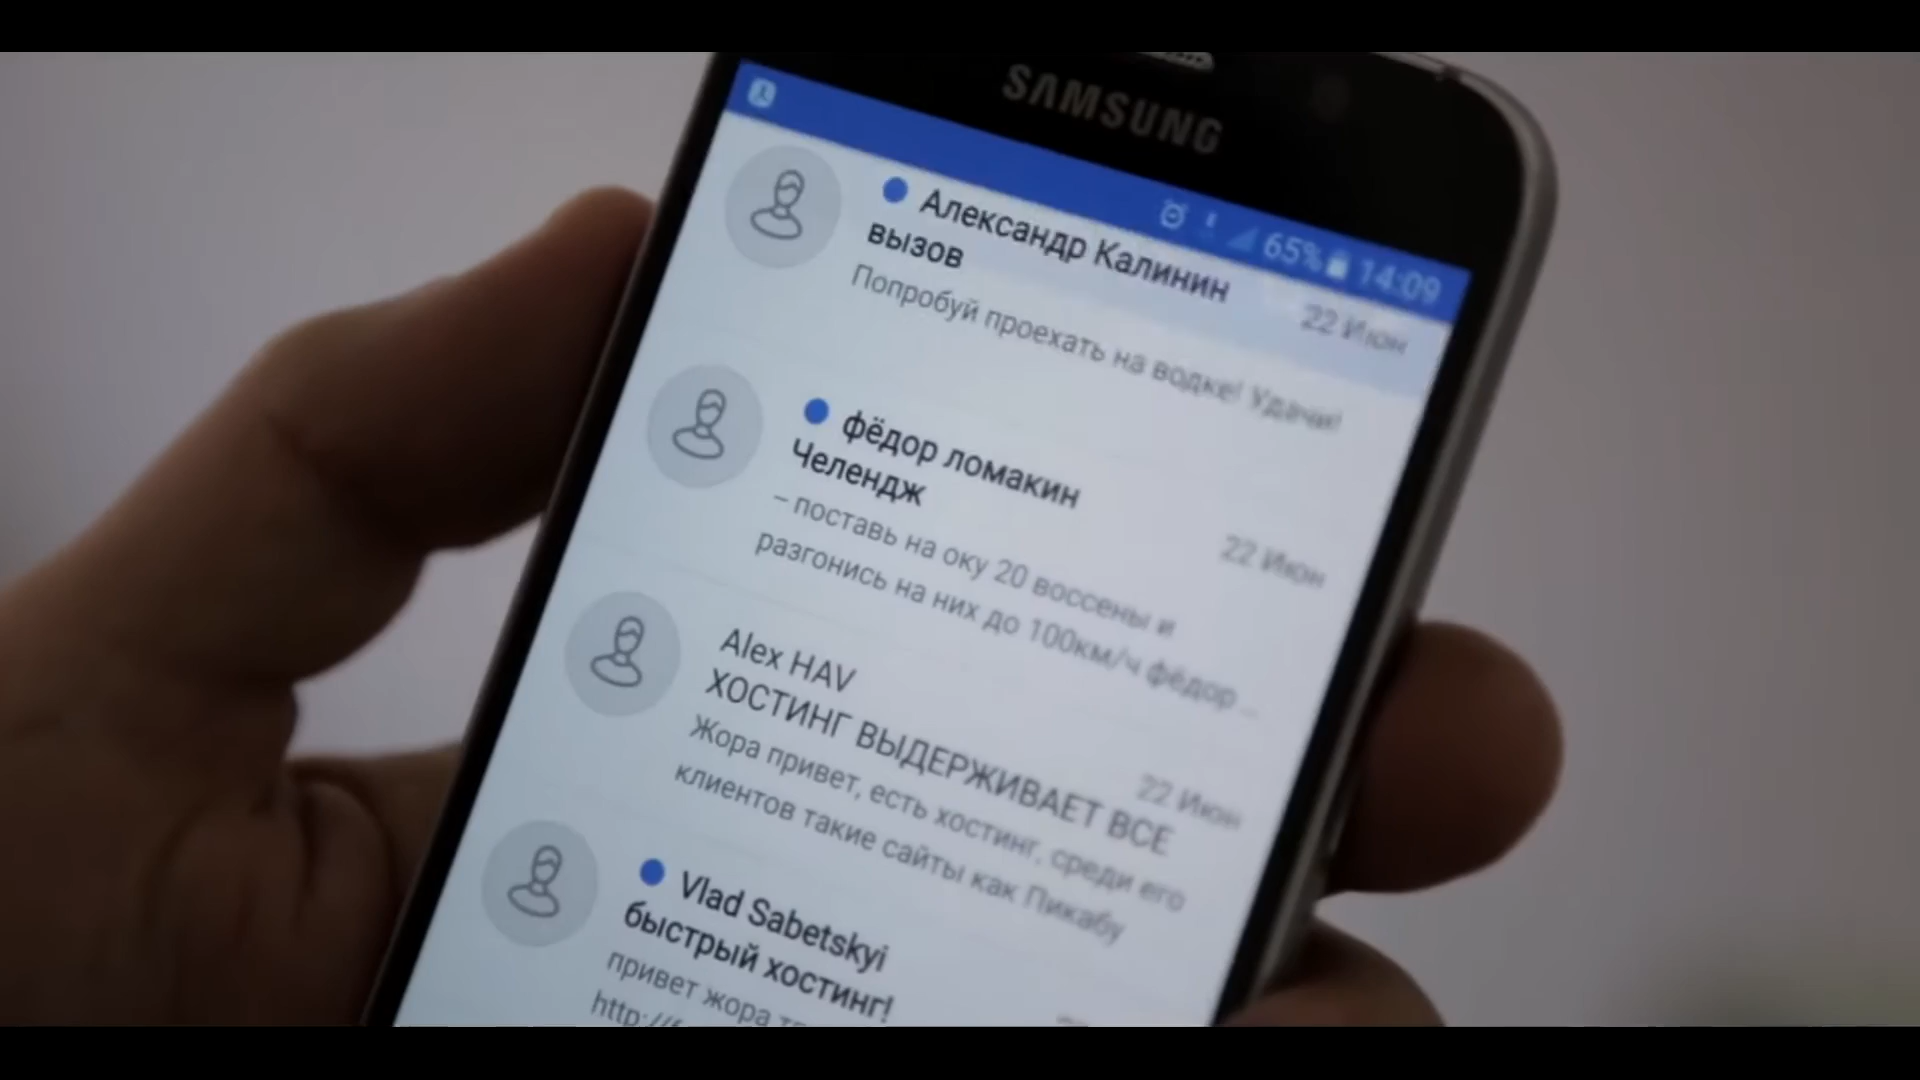 SAMSUNG
65% 14:09
Александр Калинин
22 Июн
вызов
Попробуй проехать на водке! Удачи!
фёдор ломакин
22 Июн
Челендж
– поставь на оку 20 воссены и
разгонись на них до 100км/ч фёдор ...
Alex HAV
22 Июн
ХОСТИНГ ВЫДЕРЖИВАЕТ ВСЕ
Жора привет, есть хостинг, среди его
клиентов такие сайты как Пикабу
Vlad Sabetskyi
быстрый хостинг!
привет жора
http://